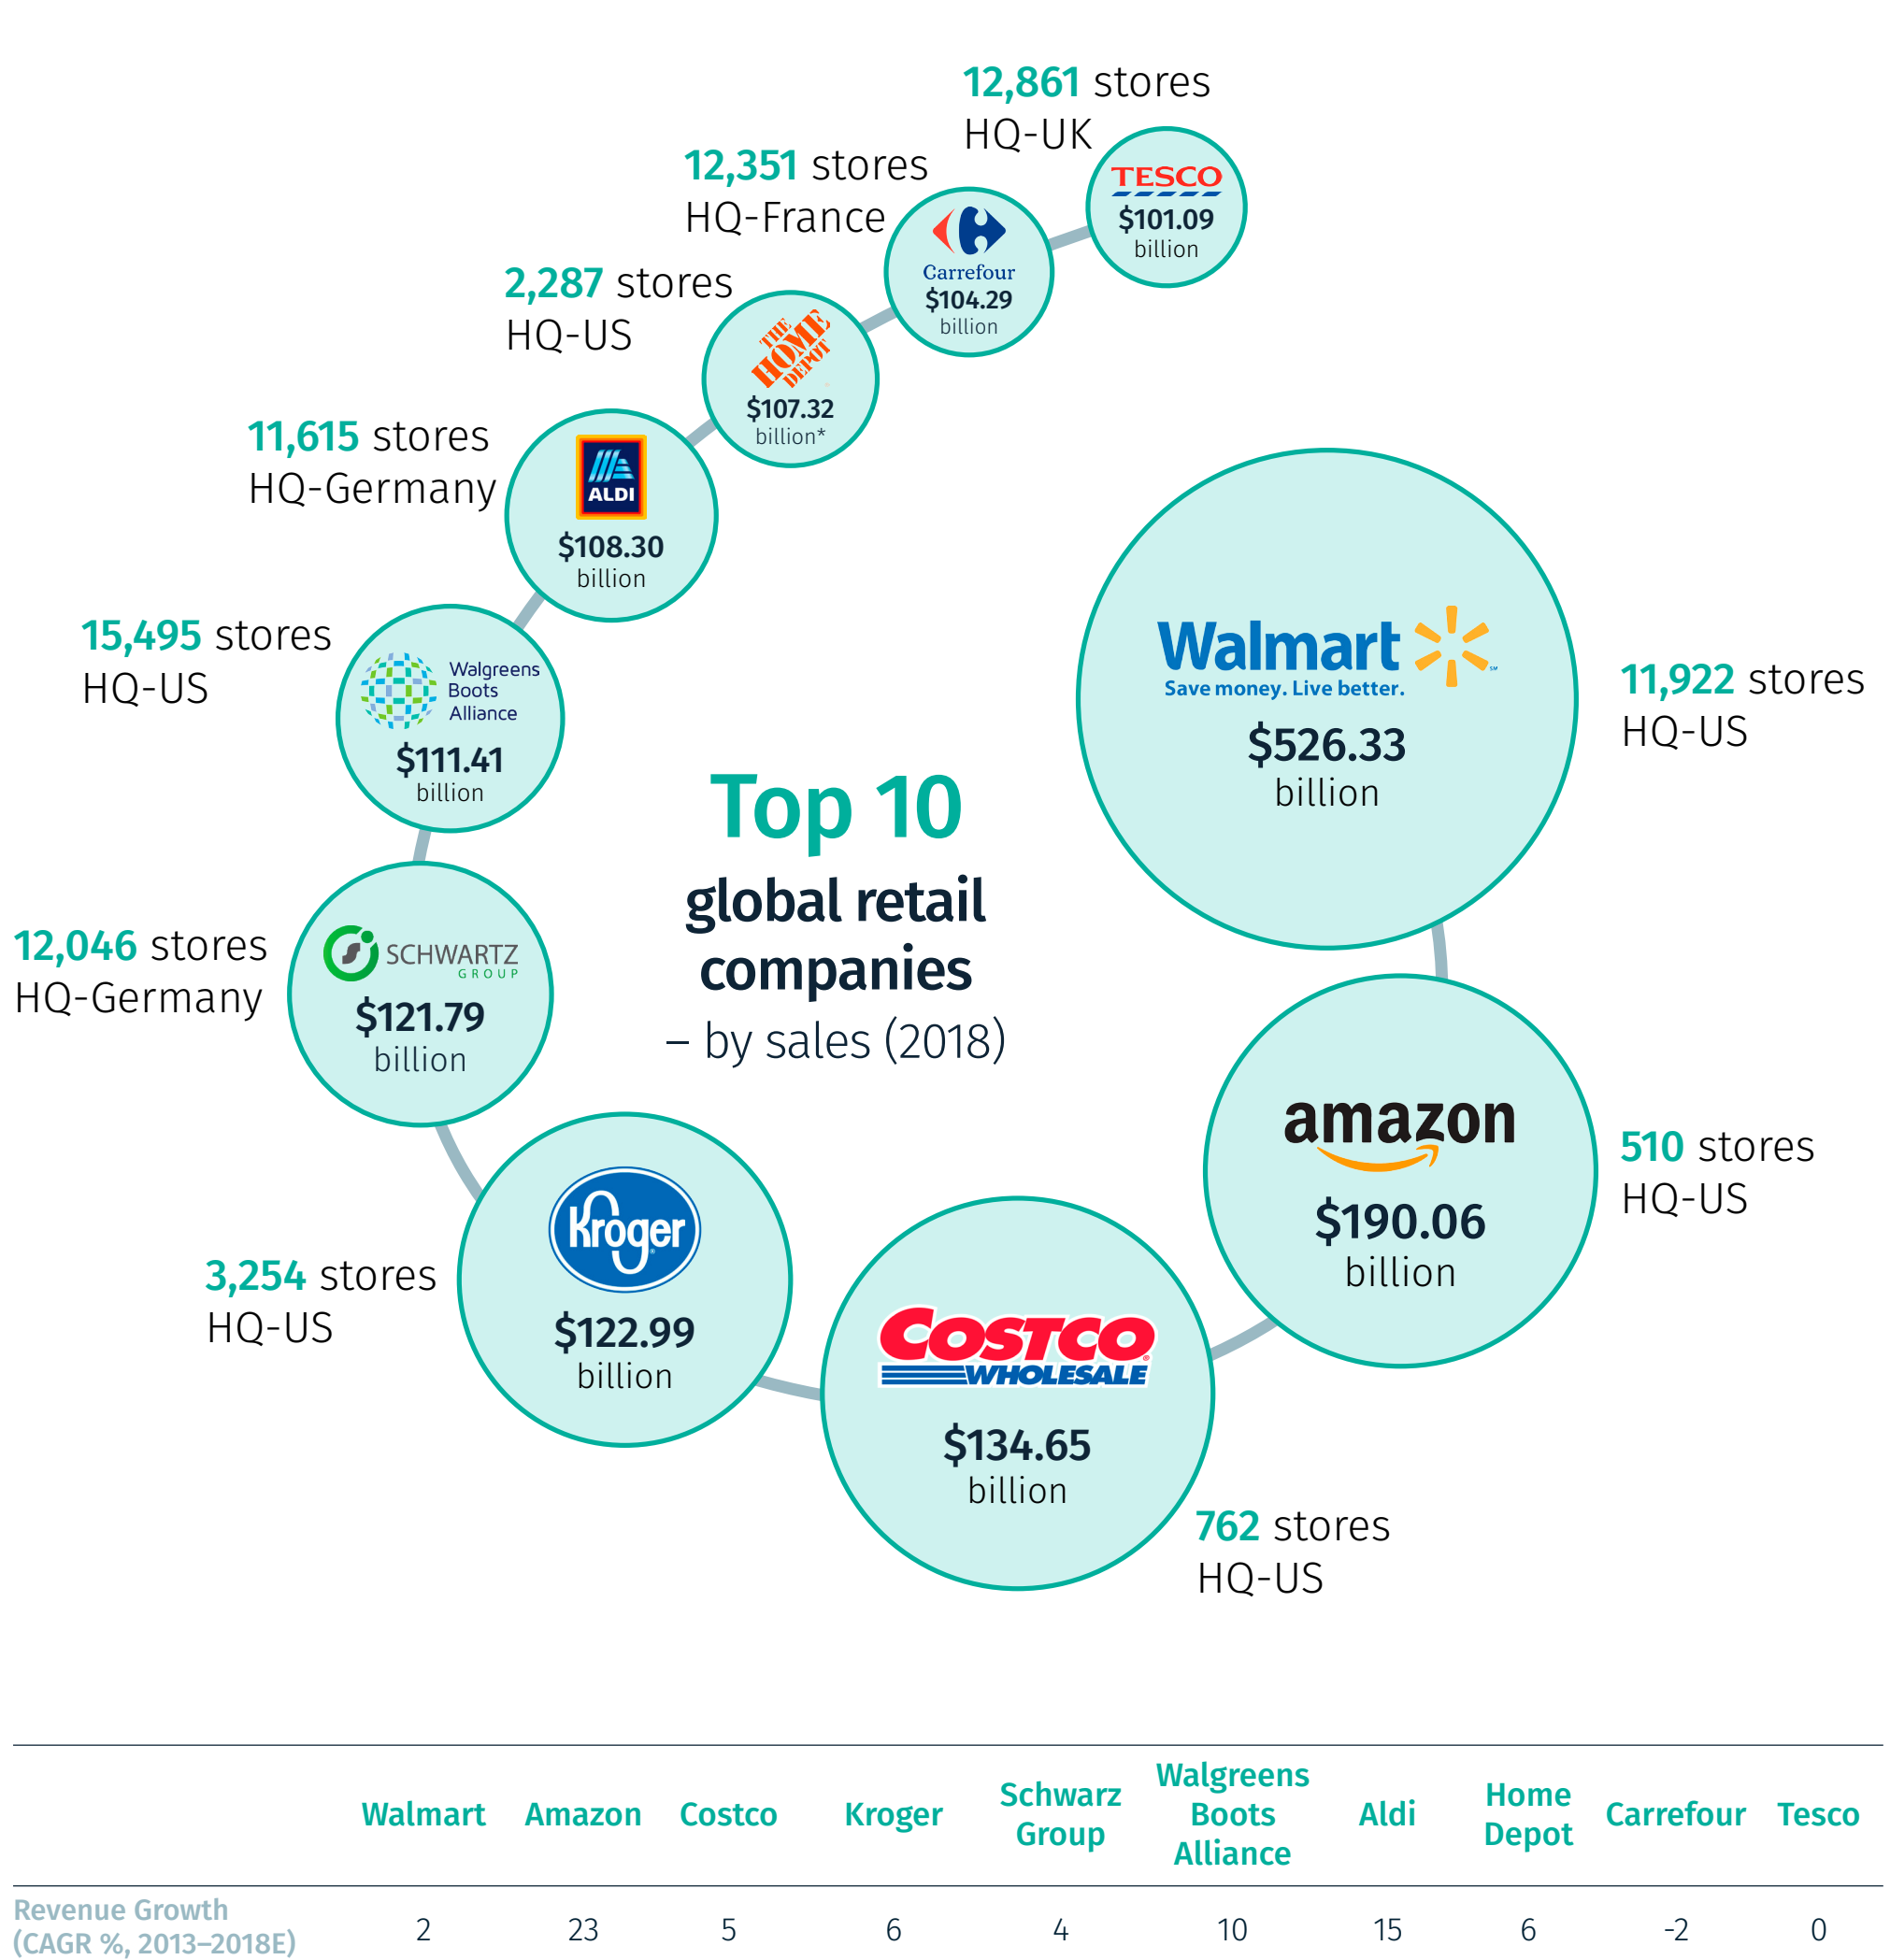 12,861 stores
HQ-UK
TESCO
$101.09
billion
12,351 stores
HQ-France
Carrefour
$104.29
billion
2,287 stores
HQ-US
THE
HOME
DEPOT
$107.32
billion*
11,615 stores
HQ-Germany
ALDI
$108.30
billion
15,495 stores
HQ-US
Walgreens
Boots
Alliance
$111.41
billion
Walmart
Save money. Live better.
$526.33
billion
11,922 stores
HQ-US
Top 10
global retail
companies
– by sales (2018)
12,046 stores
HQ-Germany
SCHWARTZ
GROUP
$121.79
billion
amazon
$190.06
billion
510 stores
HQ-US
3,254 stores
HQ-US
Kroger
$122.99
billion
COSTCO
WHOLESALE
$134.65
billion
762 stores
HQ-US
Walmart Amazon Costco Kroger Schwarz Group Walgreens Boots Alliance Aldi Home Depot Carrefour Tesco
Revenue Growth
(CAGR %, 2013–2018E) 2 23 5 6 4 10 15 6 -2 0